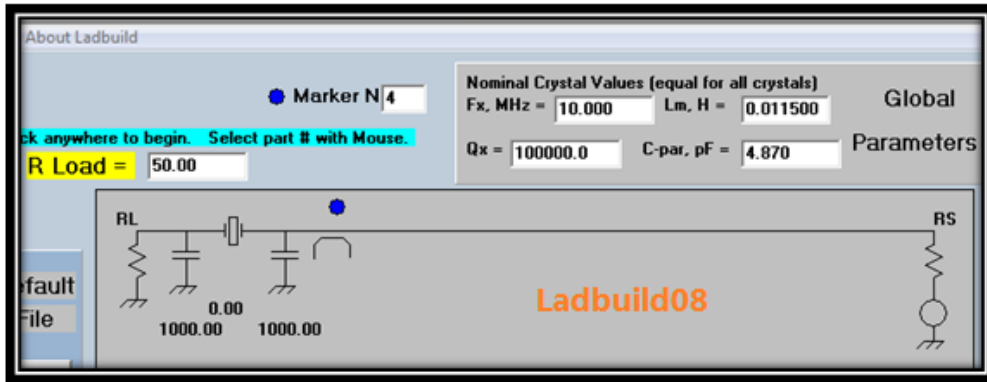 About Ladbuild
Marker N 4
Nominal Crystal Values (equal for all crystals)
Fx, MHz = 10.000 Lm, H = 0.011500
Global
ck anywhere to begin. Select part # with Mouse.
Qx = 100000.0 C-par, pF = 4.870
Parameters
R Load = 50.00
RL
RS
efault
File
Ladbuild08
0.00
1000.00 1000.00